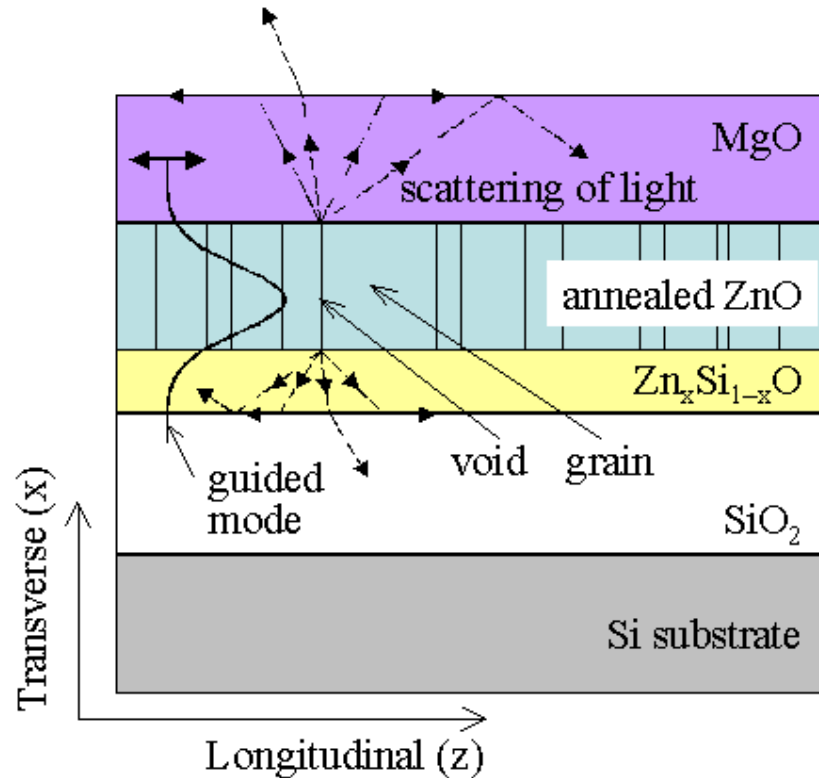 MgO
scattering of light
annealed ZnO
ZnₓSi₁₋ₓO
void
grain
guided
mode
SiO₂
Si substrate
Transverse (x)
Longitudinal (z)